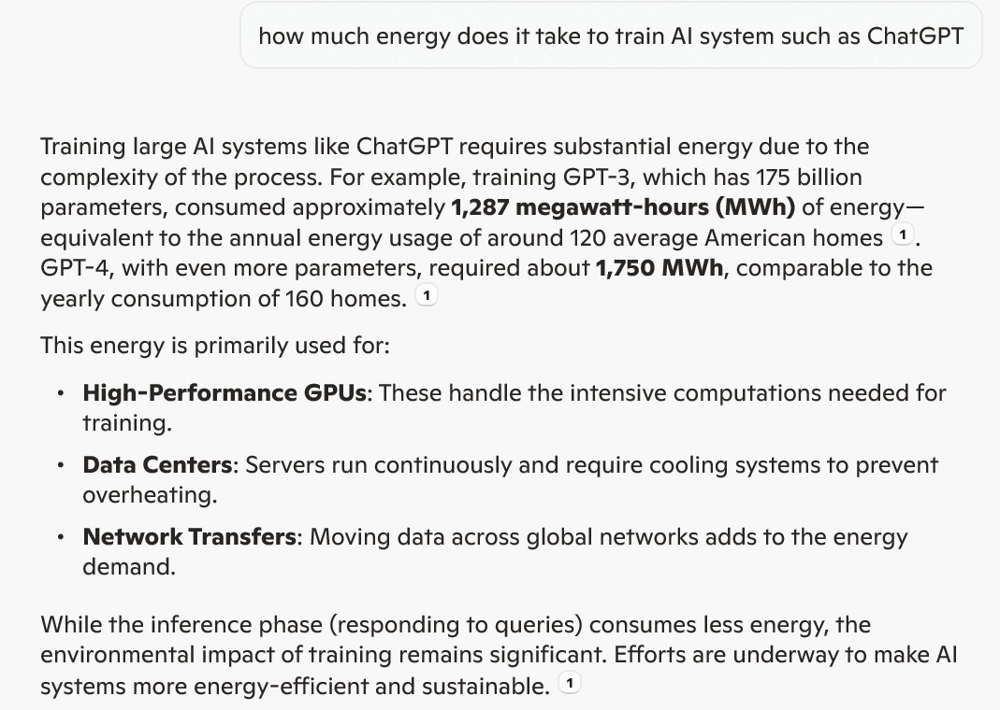 how much energy does it take to train AI system such as ChatGPT
Training large AI systems like ChatGPT requires substantial energy due to the
complexity of the process. For example, training GPT-3, which has 175 billion
parameters, consumed approximately 1,287 megawatt-hours (MWh) of energy—
equivalent to the annual energy usage of around 120 average American homes 1.
GPT-4, with even more parameters, required about 1,750 MWh, comparable to the
yearly consumption of 160 homes. 1
This energy is primarily used for:
• High-Performance GPUs: These handle the intensive computations needed for
training.
• Data Centers: Servers run continuously and require cooling systems to prevent
overheating.
• Network Transfers: Moving data across global networks adds to the energy
demand.
While the inference phase (responding to queries) consumes less energy, the
environmental impact of training remains significant. Efforts are underway to make AI
systems more energy-efficient and sustainable. 1